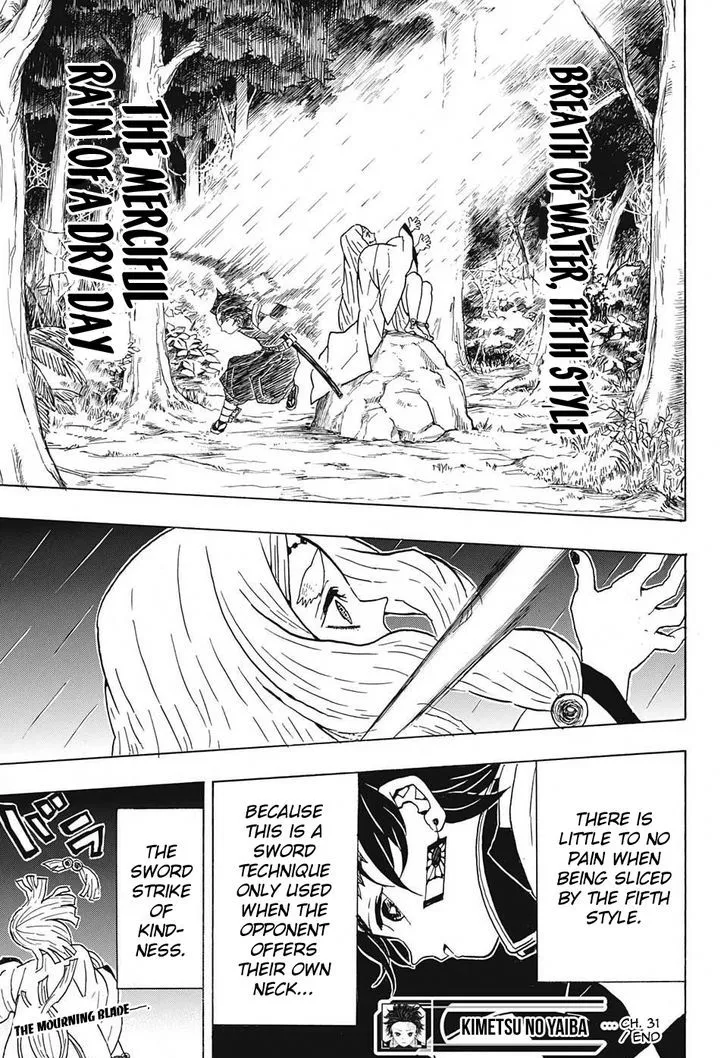 BREATH OF WATER, FIFTH STYLE
THE MERCIFUL
RAIN OF A DRY DAY
THERE IS
LITTLE TO NO
PAIN WHEN
BEING SLICED
BY THE FIFTH
STYLE.
BECAUSE
THIS IS A
SWORD
TECHNIQUE
ONLY USED
WHEN THE
OPPONENT
OFFERS
THEIR OWN
NECK...
THE
SWORD
STRIKE
OF
KIND-
NESS.
THE MOURNING BLADE—.
KIMETSU NO YAIBA ... CH. 31
/ END